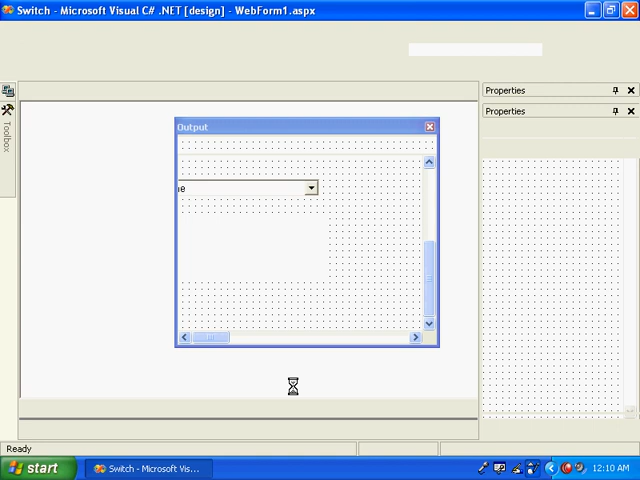 Switch - Microsoft Visual C# .NET [design] - WebForm1.aspx
Properties
Properties
Toolbox
Output
Ready
start
Switch - Microsoft Vis...
12:10 AM